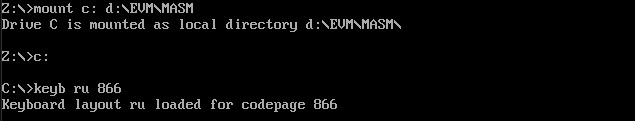 Z:\>mount c: d:\EVM\MASM
Drive C is mounted as local directory d:\EVM\MASM\
Z:\>c:
C:\>keyb ru 866
Keyboard layout ru loaded for codepage 866